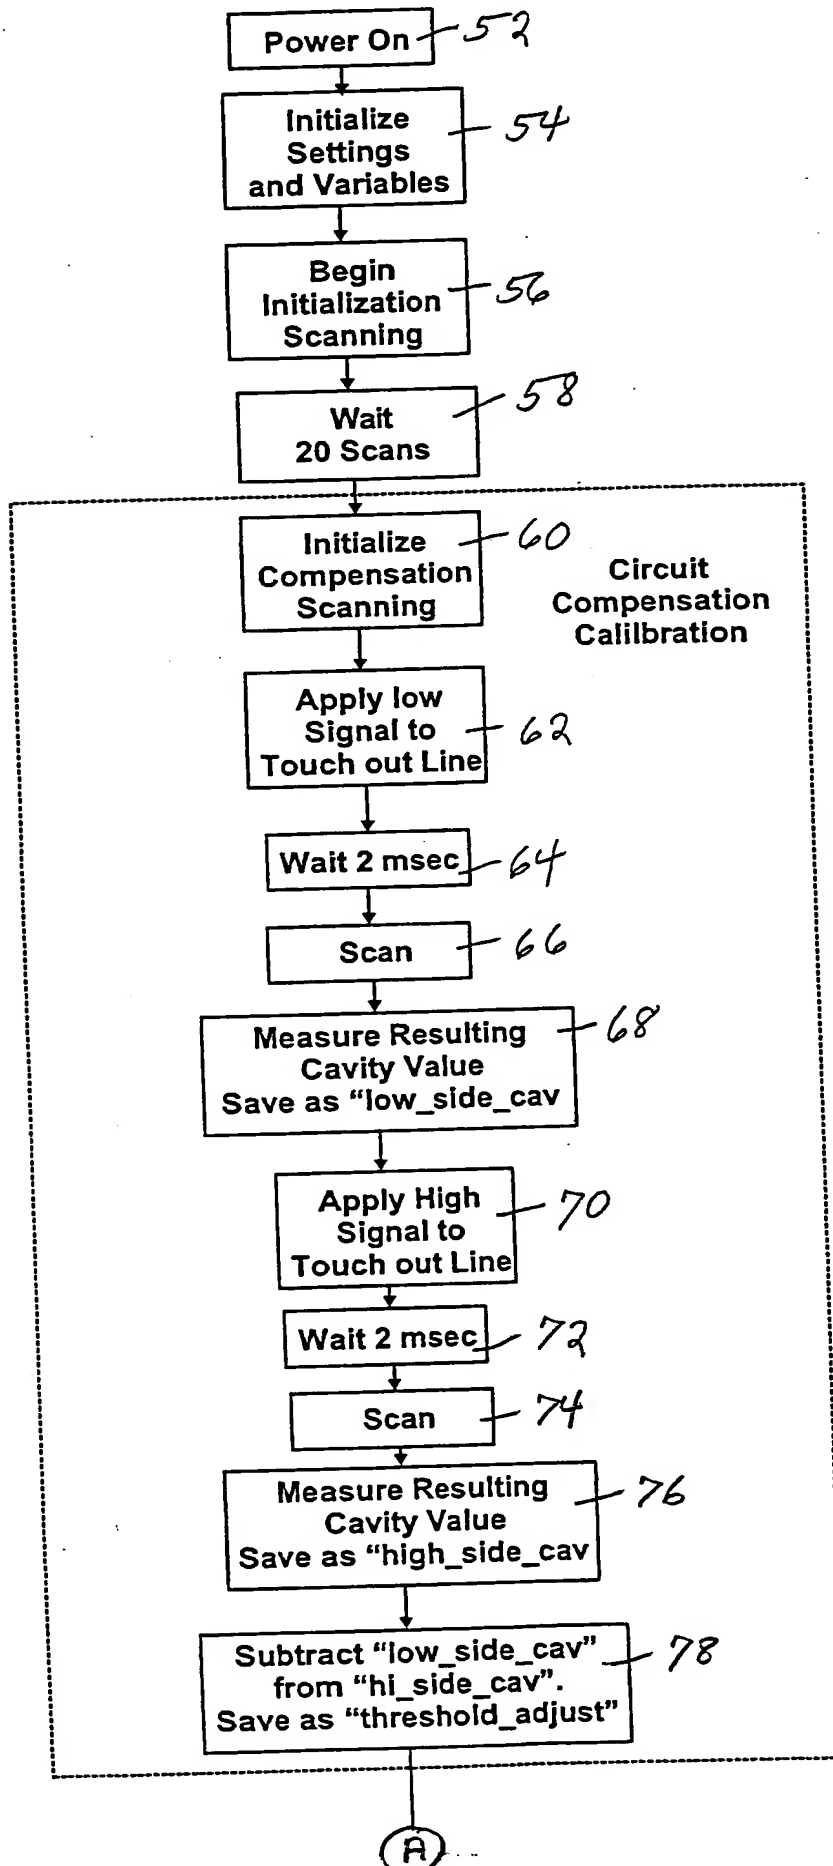 Power On
52
Initialize
Settings
and Variables
54
Begin
Initialization
Scanning
56
Wait
20 Scans
58
Initialize
Compensation
Scanning
60
Circuit
Compensation
Calilbration
Apply low
Signal to
Touch out Line
62
Wait 2 msec
64
Scan
66
Measure Resulting
Cavity Value
Save as “low_side_cav
68
Apply High
Signal to
Touch out Line
70
Wait 2 msec
72
Scan
74
Measure Resulting
Cavity Value
Save as “high_side_cav
76
Subtract “low_side_cav”
from “hi_side_cav”.
Save as “threshold_adjust”
78
A